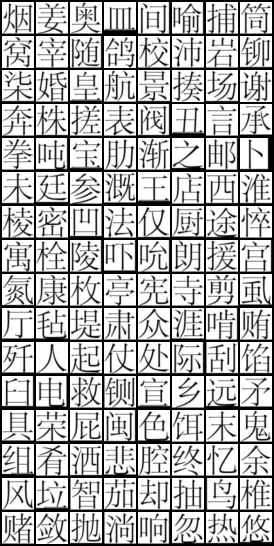 烟姜奥皿间喻捕筒
窝宰随鸽校沛岩铆
柒婚皇航景揍场谢
奔株搓表阀丑言承
拳吨宝肋渐之邮卜
未廷参溉王店西淮
棱密凹法仅厨途悴
寓栓陵吓吮朗援宫
氮康枚亭宪寺剪虱
厅毡堤肃众涯啃贿
歼人起仗处际刮馅
臼电救铡宣乡远矛
具荣屁闽色饵末鬼
组肴洒悲腔终忆余
风垃智茄却抽鸟椎
赌敛抛淌响忽热悠